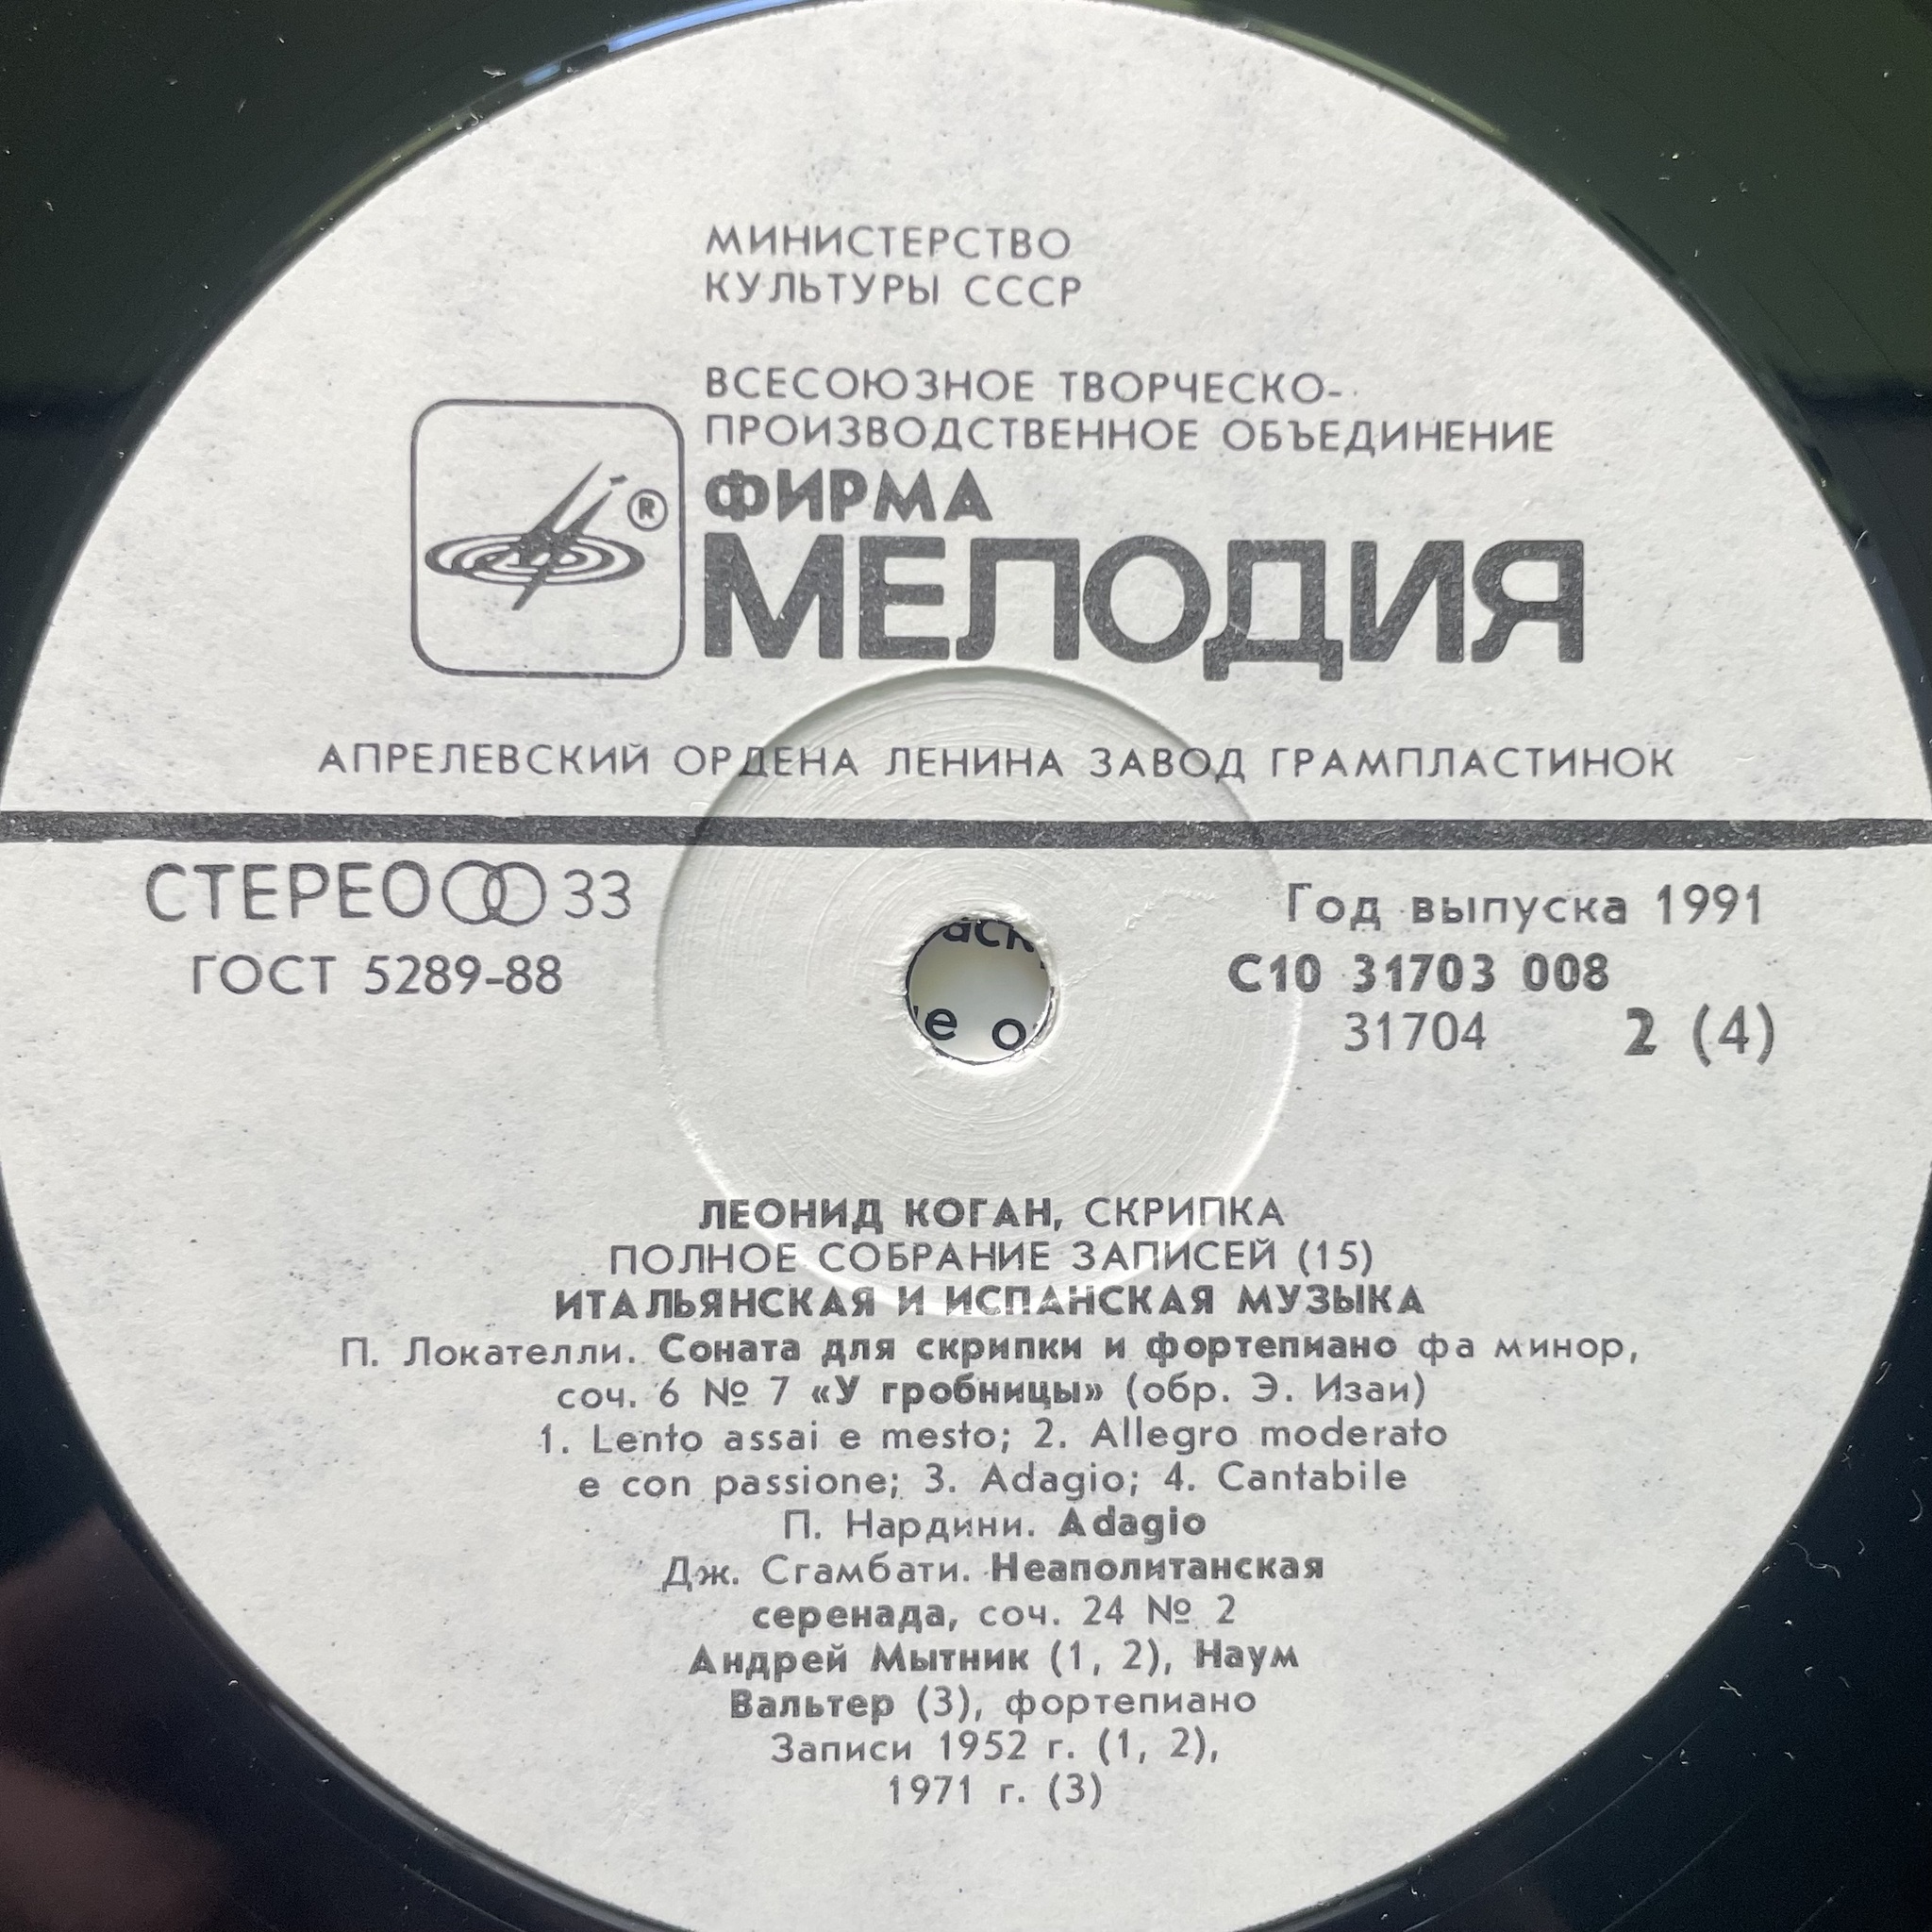 МИНИСТЕРСТВО
КУЛЬТУРЫ СССР
ВСЕСОЮЗНОЕ ТВОРЧЕСКО-
ПРОИЗВОДСТВЕННОЕ ОБЪЕДИНЕНИЕ
ФИРМА
®
МЕЛОДИЯ
АПРЕЛЕВСКИЙ ОРДЕНА ЛЕНИНА ЗАВОД ГРАМПЛАСТИНОК
СТЕРЕО 33
ГОСТ 5289-88
Год выпуска 1991
С10 31703 008
31704 2 (4)
ЛЕОНИД КОГАН, СКРИПКА
ПОЛНОЕ СОБРАНИЕ ЗАПИСЕЙ (15)
ИТАЛЬЯНСКАЯ И ИСПАНСКАЯ МУЗЫКА
П. Локателли. Соната для скрипки и фортепиано фа минор,
соч. 6 № 7 «У гробницы» (обр. Э. Изаи)
1. Lento assai e mesto; 2. Allegro moderato
e con passione; 3. Adagio; 4. Cantabile
П. Нардини. Adagio
Дж. Сгамбати. Неаполитанская
серенада, соч. 24 № 2
Андрей Мытник (1, 2), Наум
Вальтер (3), фортепиано
Записи 1952 г. (1, 2),
1971 г. (3)